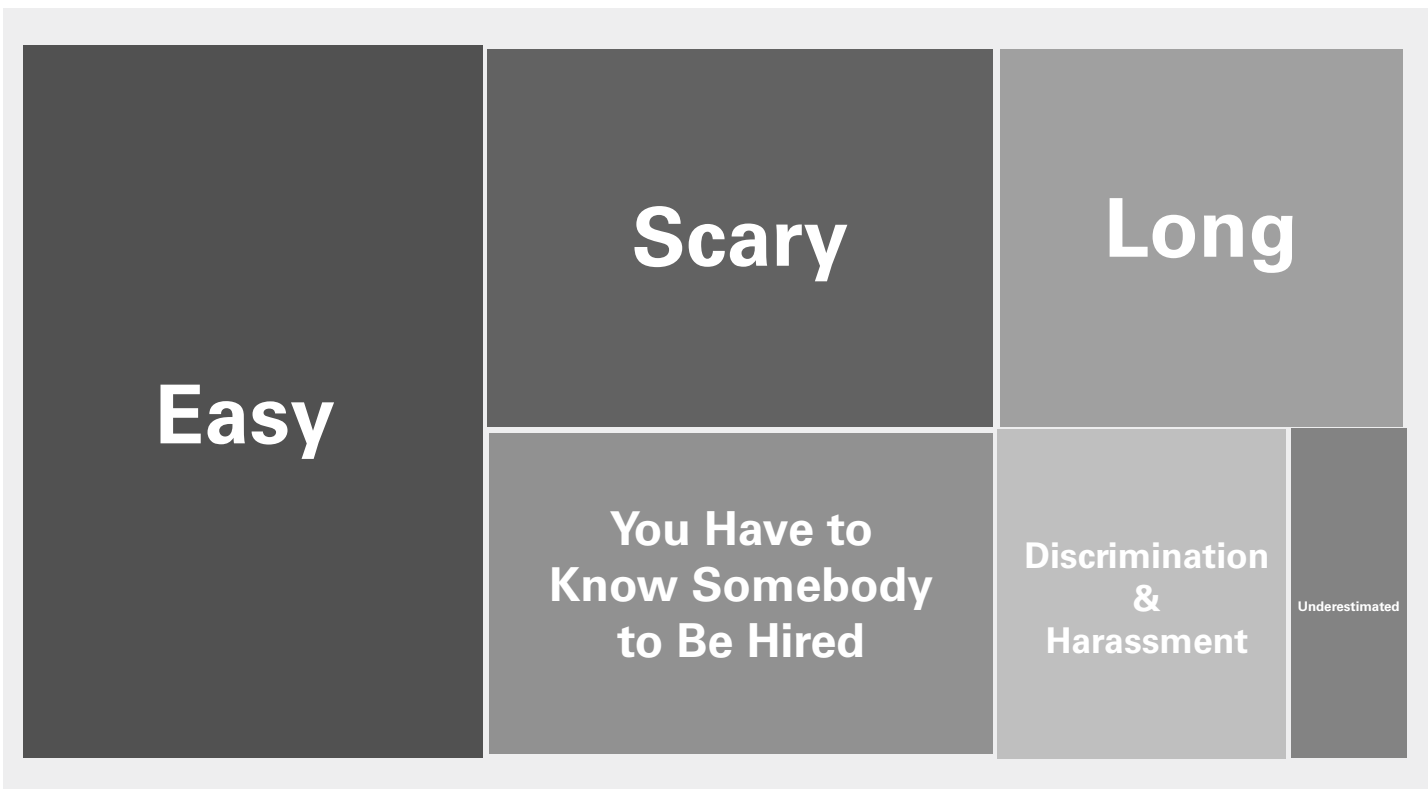 Easy
Scary
Long
You Have to
Know Somebody
to Be Hired
Discrimination
&
Harassment
Underestimated